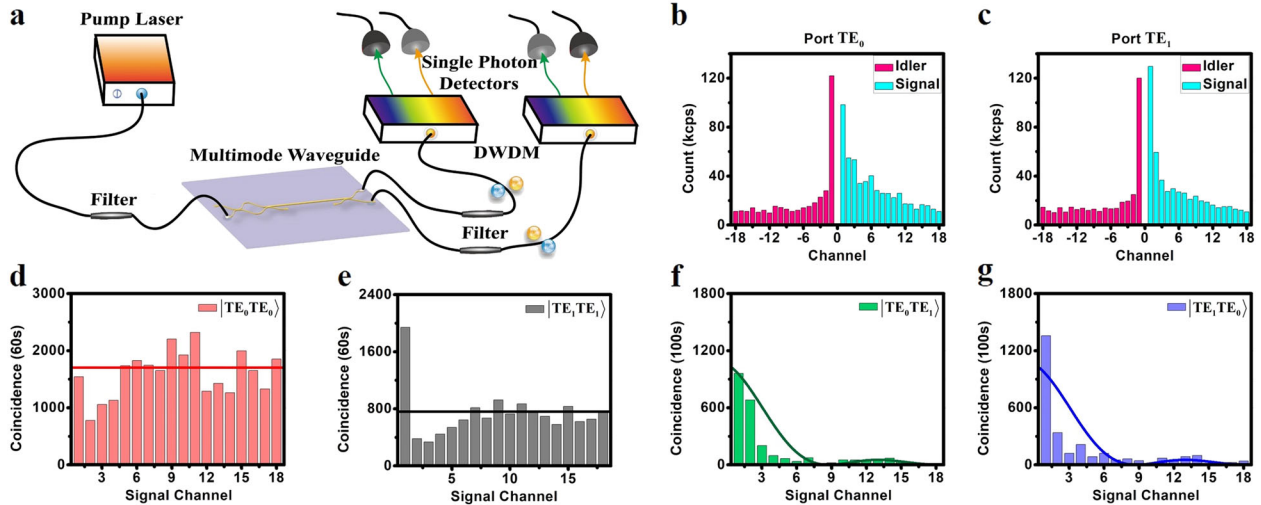 a
Pump Laser
Single Photon
Detectors
DWDM
Multimode Waveguide
Filter
Filter
b
Port TE0
Idler
Signal
Count (kcps)
120
80
40
0
-18 -12 -6 0 6 12 18
Channel
c
Port TE1
Idler
Signal
Count (kcps)
120
80
40
0
-18 -12 -6 0 6 12 18
Channel
d
|TE0TE0⟩
Coincidence (60s)
3000
2000
1000
0
3 6 9 12 15 18
Signal Channel
e
|TE1TE1⟩
Coincidence (60s)
2400
1600
800
0
5 10 15
Signal Channel
f
|TE0TE1⟩
Coincidence (100s)
1800
1200
600
0
3 6 9 12 15 18
Signal Channel
g
|TE1TE0⟩
Coincidence (100s)
1800
1200
600
0
3 6 9 12 15 18
Signal Channel